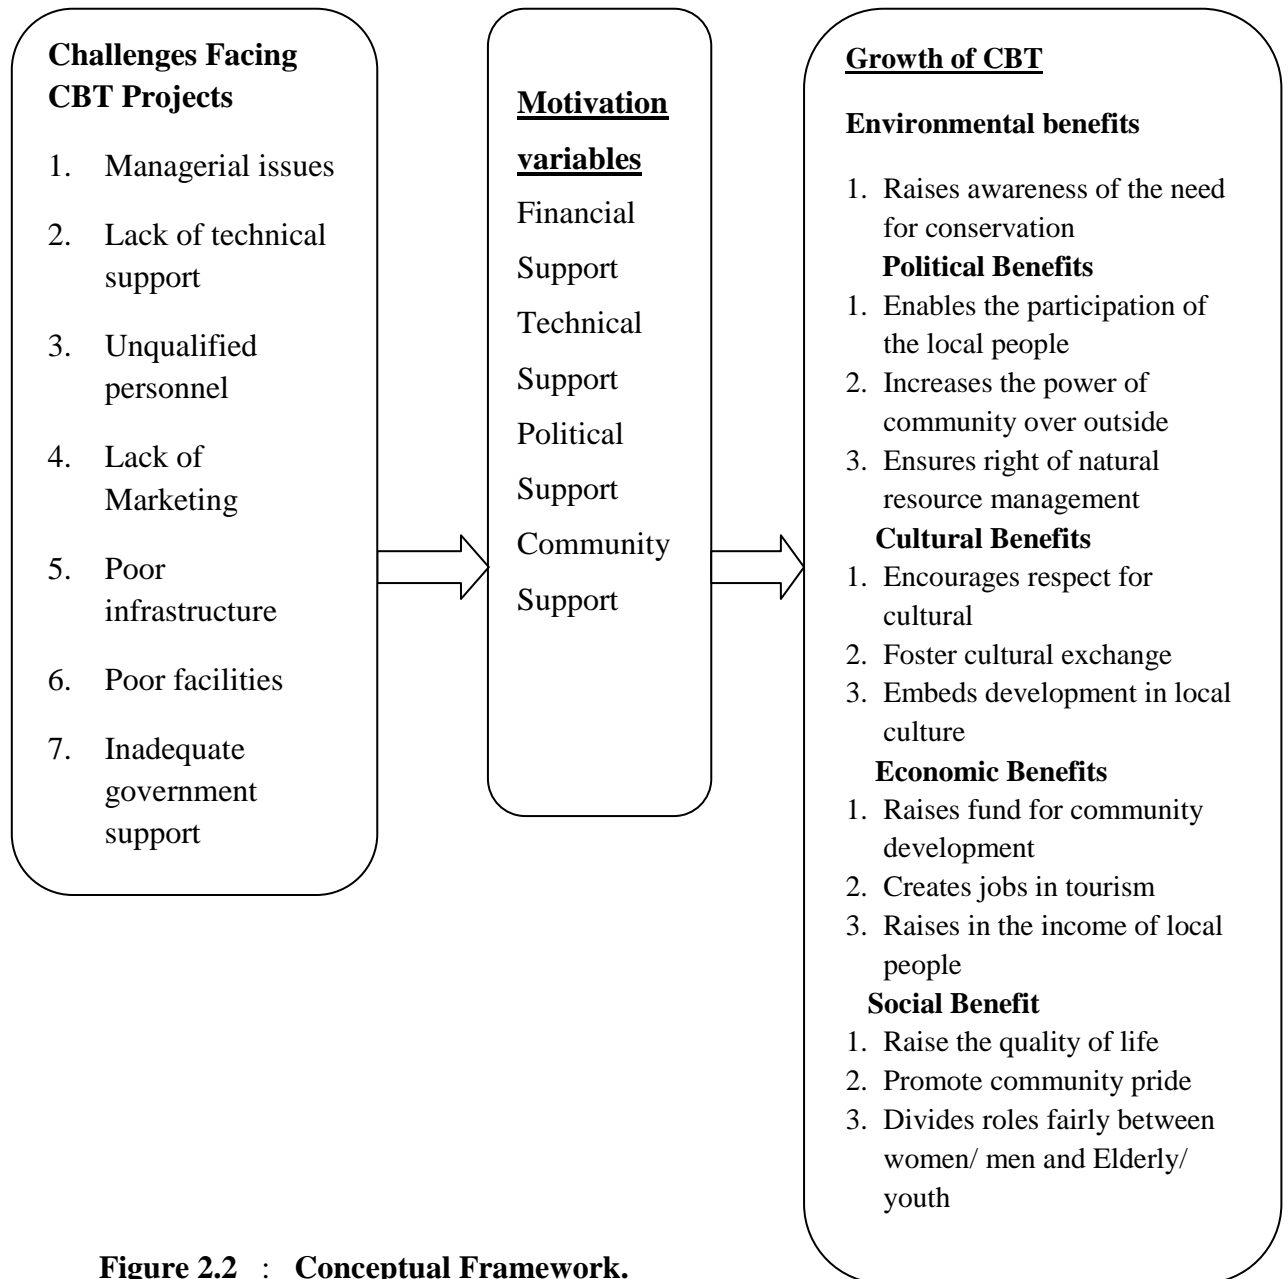 Challenges Facing
CBT Projects
1. Managerial issues
2. Lack of technical
support
3. Unqualified
personnel
4. Lack of
Marketing
5. Poor
infrastructure
6. Poor facilities
7. Inadequate
government
support
Motivation
variables
Financial
Support
Technical
Support
Political
Support
Community
Support
Growth of CBT
Environmental benefits
1. Raises awareness of the need
for conservation
Political Benefits
1. Enables the participation of
the local people
2. Increases the power of
community over outside
3. Ensures right of natural
resource management
Cultural Benefits
1. Encourages respect for
cultural
2. Foster cultural exchange
3. Embeds development in local
culture
Economic Benefits
1. Raises fund for community
development
2. Creates jobs in tourism
3. Raises in the income of local
people
Social Benefit
1. Raise the quality of life
2. Promote community pride
3. Divides roles fairly between
women/ men and Elderly/
youth
Figure 2.2 : Conceptual Framework.